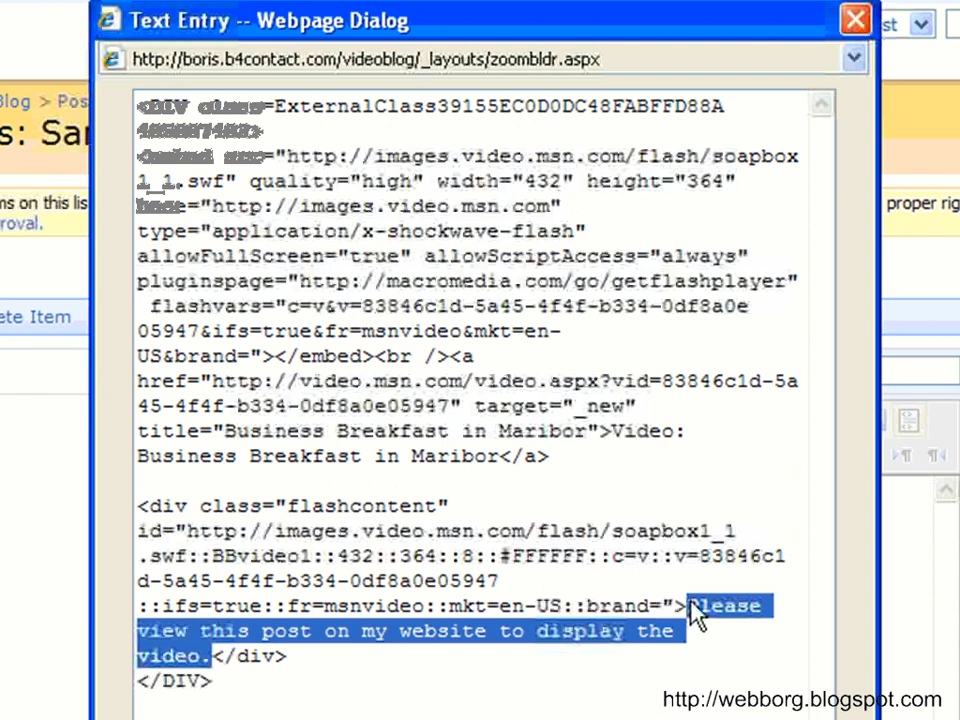 Text Entry -- Webpage Dialog
http://boris.b4contact.com/videoblog/_layouts/zoombldr.aspx
st
Blog > Pos
s: Sa
ms on this lis
proper rig
roval.
ete Item
=ExternalClass39155EC0D0DC48FABFFD88A
="http://images.video.msn.com/flash/soapbox
1_1.swf" quality="high" width="432" height="364"
="http://images.video.msn.com"
type="application/x-shockwave-flash"
allowFullScreen="true" allowScriptAccess="always"
pluginspage="http://macromedia.com/go/getflashplayer"
flashvars="c=v&v=83846c1d-5a45-4f4f-b334-0df8a0e
05947&ifs=true&fr=msnvideo&mkt=en-
US&brand="></embed><br /><a
href="http://video.msn.com/video.aspx?vid=83846c1d-5a
45-4f4f-b334-0df8a0e05947" target="_new"
title="Business Breakfast in Maribor">Video:
Business Breakfast in Maribor</a>
<div class="flashcontent"
id="http://images.video.msn.com/flash/soapbox1_1
.swf::BBvideo1::432::364::8::#FFFFFF::c=v::v=83846c1
d-5a45-4f4f-b334-0df8a0e05947
::ifs=true::fr=msnvideo::mkt=en-US::brand=">Please
view this post on my website to display the
video.</div>
</DIV>
http://webborg.blogspot.com